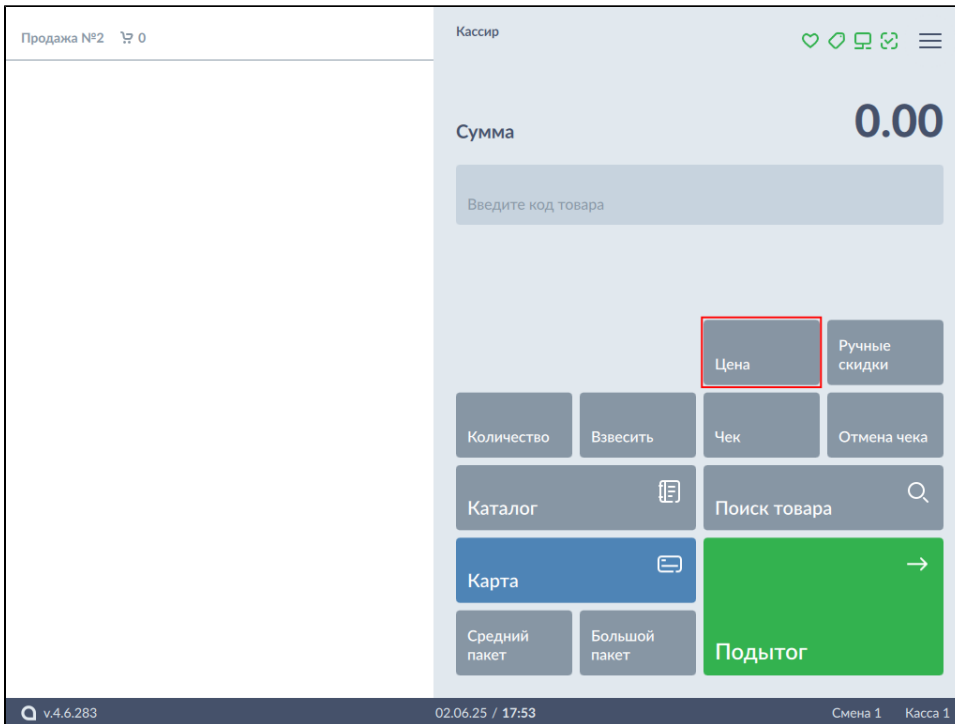 Продажа №2 0
Кассир
Сумма 0.00
Введите код товара
Цена
Ручные
скидки
Количество
Взвесить
Чек
Отмена чека
Каталог
Поиск товара
Карта
Подытог
Средний
пакет
Большой
пакет
v.4.6.283
02.06.25 / 17:53
Смена 1
Касса 1